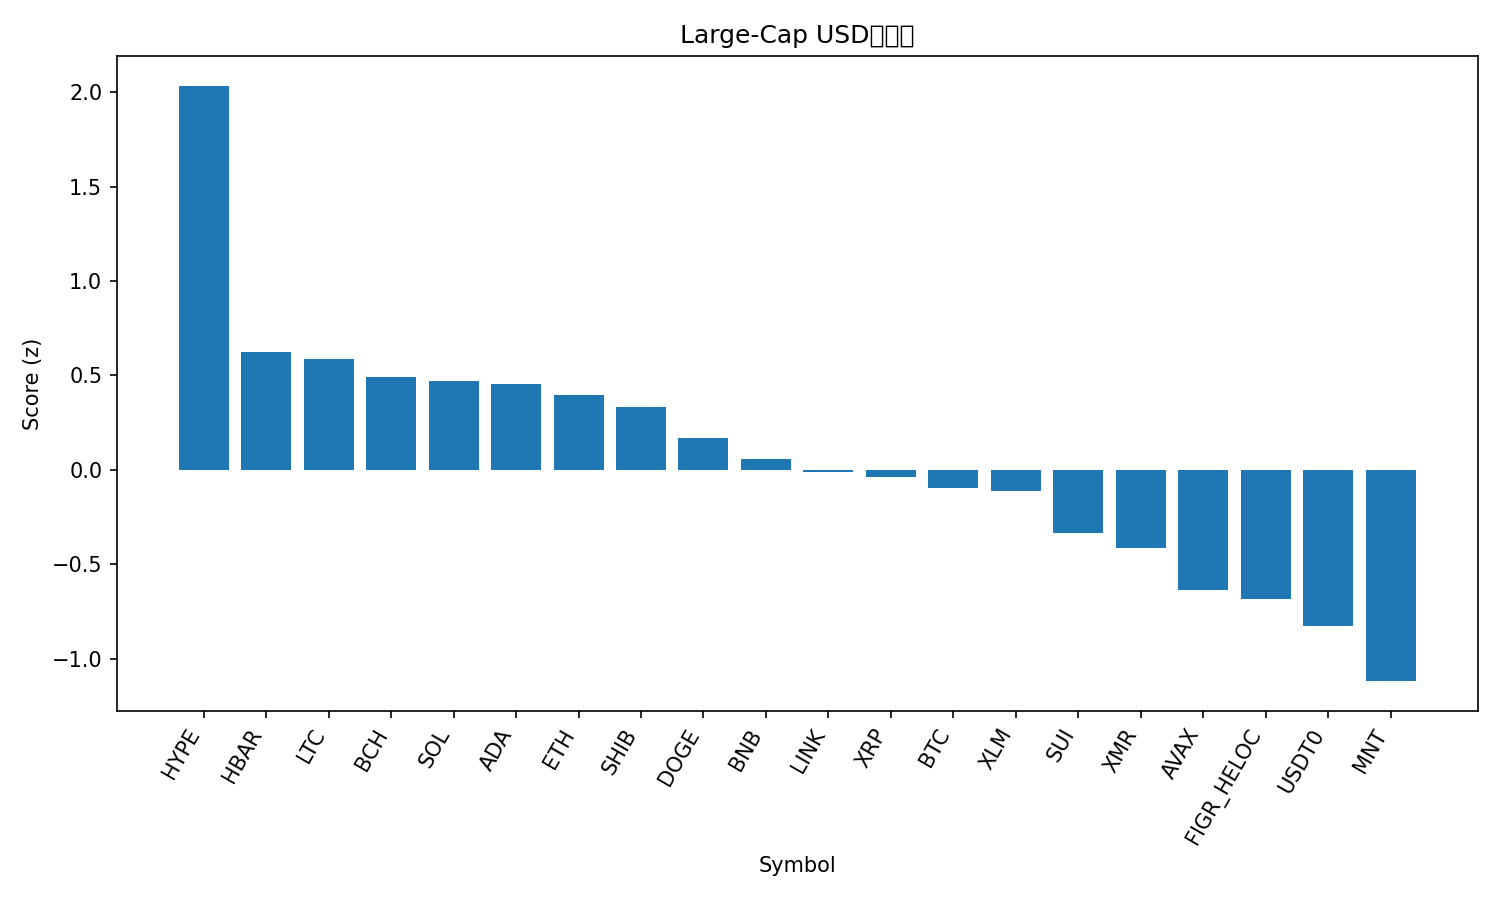 Large-Cap USD
Score (z)
2.0
1.5
1.0
0.5
0.0
−0.5
−1.0
HYPE
HBAR
LTC
BCH
SOL
ADA
ETH
SHIB
DOGE
BNB
LINK
XRP
BTC
XLM
SUI
XMR
AVAX
FIGR_HELOC
USDT0
MNT
Symbol